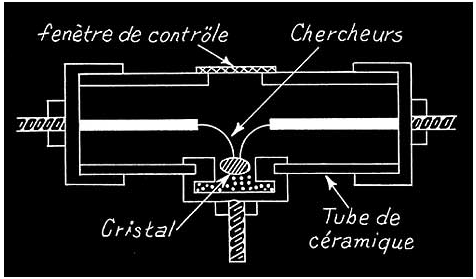 fenêtre de contrôle
Chercheurs
Cristal
Tube de
céramique